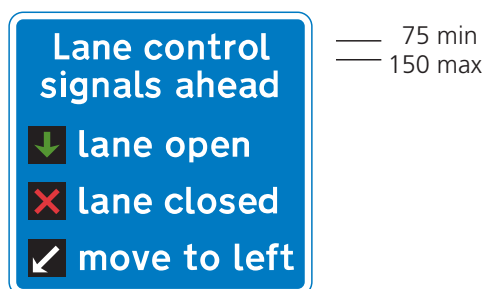 Lane control
signals ahead
lane open
lane closed
move to left
75 min
150 max